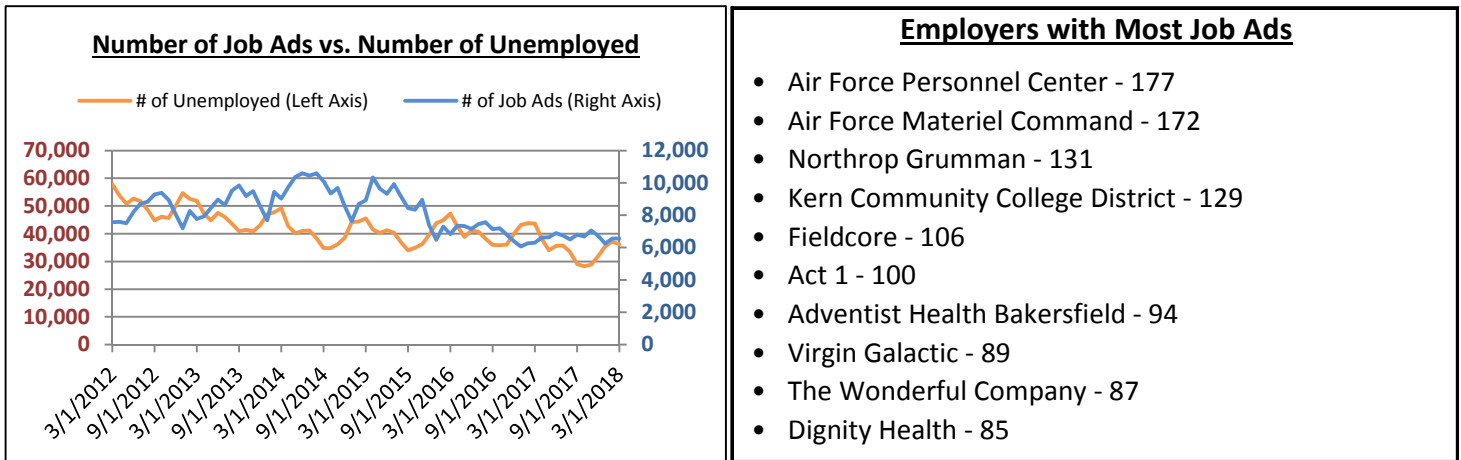 Number of Job Ads vs. Number of Unemployed
# of Unemployed (Left Axis) # of Job Ads (Right Axis)
70,000
60,000
50,000
40,000
30,000
20,000
10,000
0
12,000
10,000
8,000
6,000
4,000
2,000
0
3/1/2012
9/1/2012
3/1/2013
9/1/2013
3/1/2014
9/1/2014
3/1/2015
9/1/2015
3/1/2016
9/1/2016
3/1/2017
9/1/2017
3/1/2018
Employers with Most Job Ads
• Air Force Personnel Center - 177
• Air Force Materiel Command - 172
• Northrop Grumman - 131
• Kern Community College District - 129
• Fieldcore - 106
• Act 1 - 100
• Adventist Health Bakersfield - 94
• Virgin Galactic - 89
• The Wonderful Company - 87
• Dignity Health - 85